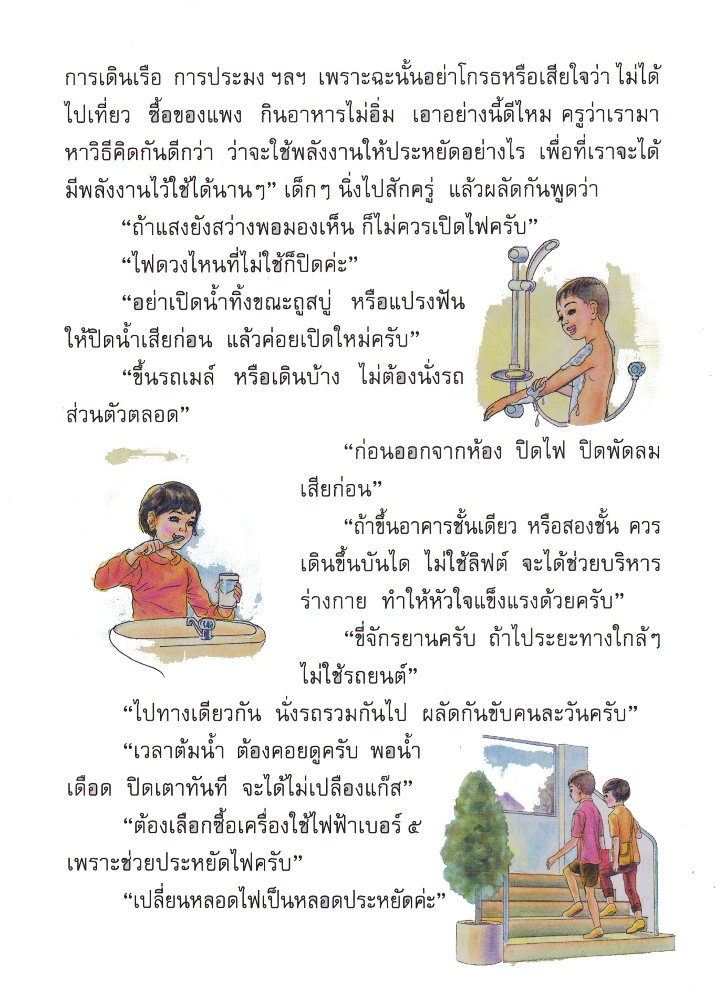 การเดินเรือ การประมง ฯลฯ เพราะฉะนั้นอย่าโกรธหรือเสียใจว่า ไม่ได้
ไปเที่ยว ซื้อของแพง กินอาหารไม่อิ่ม เอาอย่างนี้ดีไหม ครูว่าเรามา
หาวิธีคิดกันดีกว่า ว่าจะใช้พลังงานให้ประหยัดอย่างไร เพื่อที่เราจะได้
มีพลังงานไว้ใช้ได้นานๆ” เด็กๆ นิ่งไปสักครู่ แล้วผลัดกันพูดว่า
“ถ้าแสงยังสว่างพอมองเห็น ก็ไม่ควรเปิดไฟครับ”
“ไฟดวงไหนที่ไม่ใช้ก็ปิดค่ะ”
“อย่าเปิดน้ำทิ้งขณะถูสบู่ หรือแปรงฟัน
ให้ปิดน้ำเสียก่อน แล้วค่อยเปิดใหม่ครับ”
“ขึ้นรถเมล์ หรือเดินบ้าง ไม่ต้องนั่งรถ
ส่วนตัวตลอด”
“ก่อนออกจากห้อง ปิดไฟ ปิดพัดลม
เสียก่อน”
“ถ้าขึ้นอาคารชั้นเดียว หรือสองชั้น ควร
เดินขึ้นบันได ไม่ใช้ลิฟต์ จะได้ช่วยบริหาร
ร่างกาย ทำให้หัวใจแข็งแรงด้วยครับ”
“ขี่จักรยานครับ ถ้าไประยะทางใกล้ๆ
ไม่ใช้รถยนต์”
“ไปทางเดียวกัน นั่งรถรวมกันไป ผลัดกันขับคนละวันครับ”
“เวลาต้มน้ำ ต้องคอยดูครับ พอน้ำ
เดือด ปิดเตาทันที จะได้ไม่เปลืองแก๊ส”
“ต้องเลือกซื้อเครื่องใช้ไฟฟ้าเบอร์ ๕
เพราะช่วยประหยัดไฟครับ”
“เปลี่ยนหลอดไฟเป็นหลอดประหยัดค่ะ”